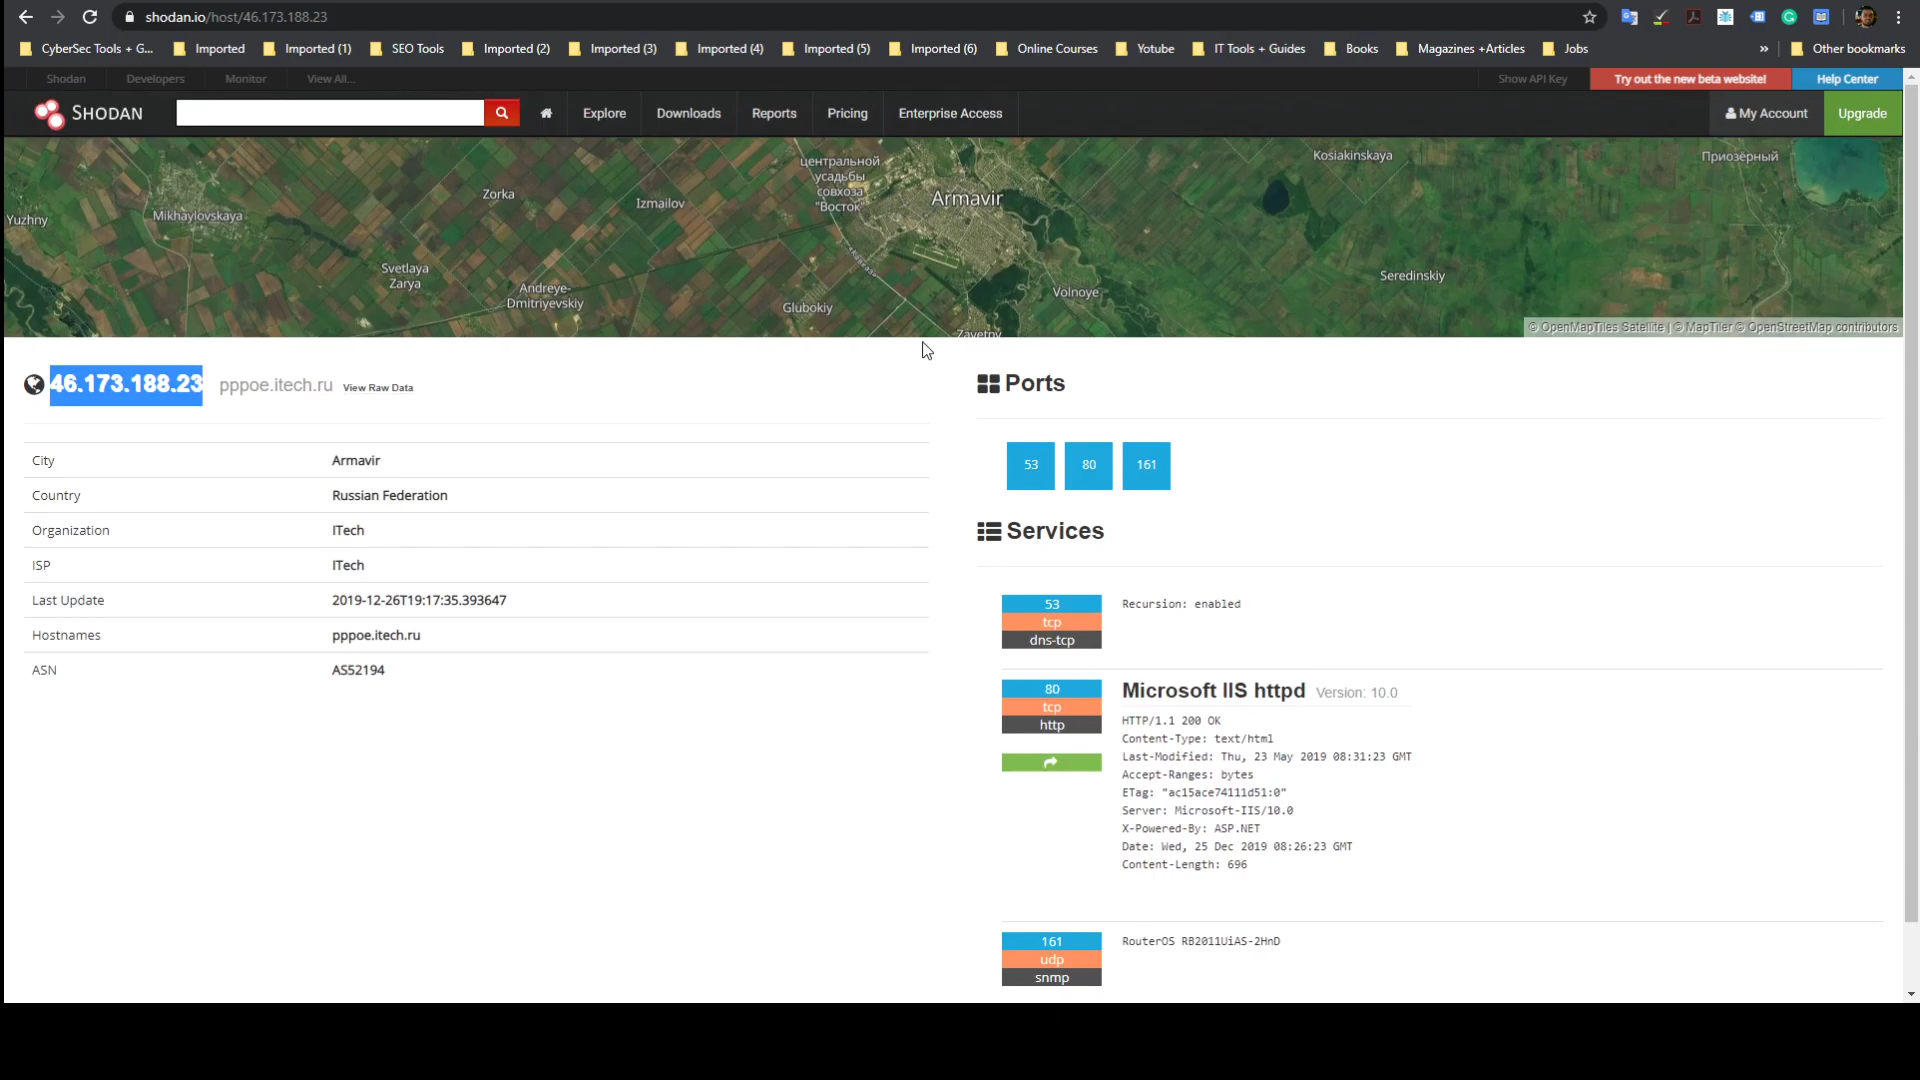 shodan.io/host/46.173.188.23
CyberSec Tools + G... Imported Imported (1) SEO Tools Imported (2) Imported (3) Imported (4) Imported (5) Imported (6) Online Courses Yotube IT Tools + Guides Books Magazines +Articles Jobs » Other bookmarks
Shodan Developers Monitor View All... Show API Key Try out the new beta website! Help Center
SHODAN Explore Downloads Reports Pricing Enterprise Access My Account Upgrade
центральной
усадьбы
совхоза
"Восток"
Kosiakinskaya
Приозёрный
Zorka
Armavir
Izmailov
Mikhaylovskaya
Yuzhny
Svetlaya
Zarya
Seredinskiy
Andreye-
Dmitriyevskiy
Volnoye
Glubokiy
Zavetny
© OpenMapTiles Satellite | © MapTiler © OpenStreetMap contributors
46.173.188.23 pppoe.itech.ru View Raw Data
City Armavir
Country Russian Federation
Organization ITech
ISP ITech
Last Update 2019-12-26T19:17:35.393647
Hostnames pppoe.itech.ru
ASN AS52194
Ports
53 80 161
Services
53
tcp
dns-tcp
Recursion: enabled
80
tcp
http
Microsoft IIS httpd Version: 10.0
HTTP/1.1 200 OK
Content-Type: text/html
Last-Modified: Thu, 23 May 2019 08:31:23 GMT
Accept-Ranges: bytes
ETag: "ac15ace74111d51:0"
Server: Microsoft-IIS/10.0
X-Powered-By: ASP.NET
Date: Wed, 25 Dec 2019 08:26:23 GMT
Content-Length: 696
161
udp
snmp
RouterOS RB2011UiAS-2HnD